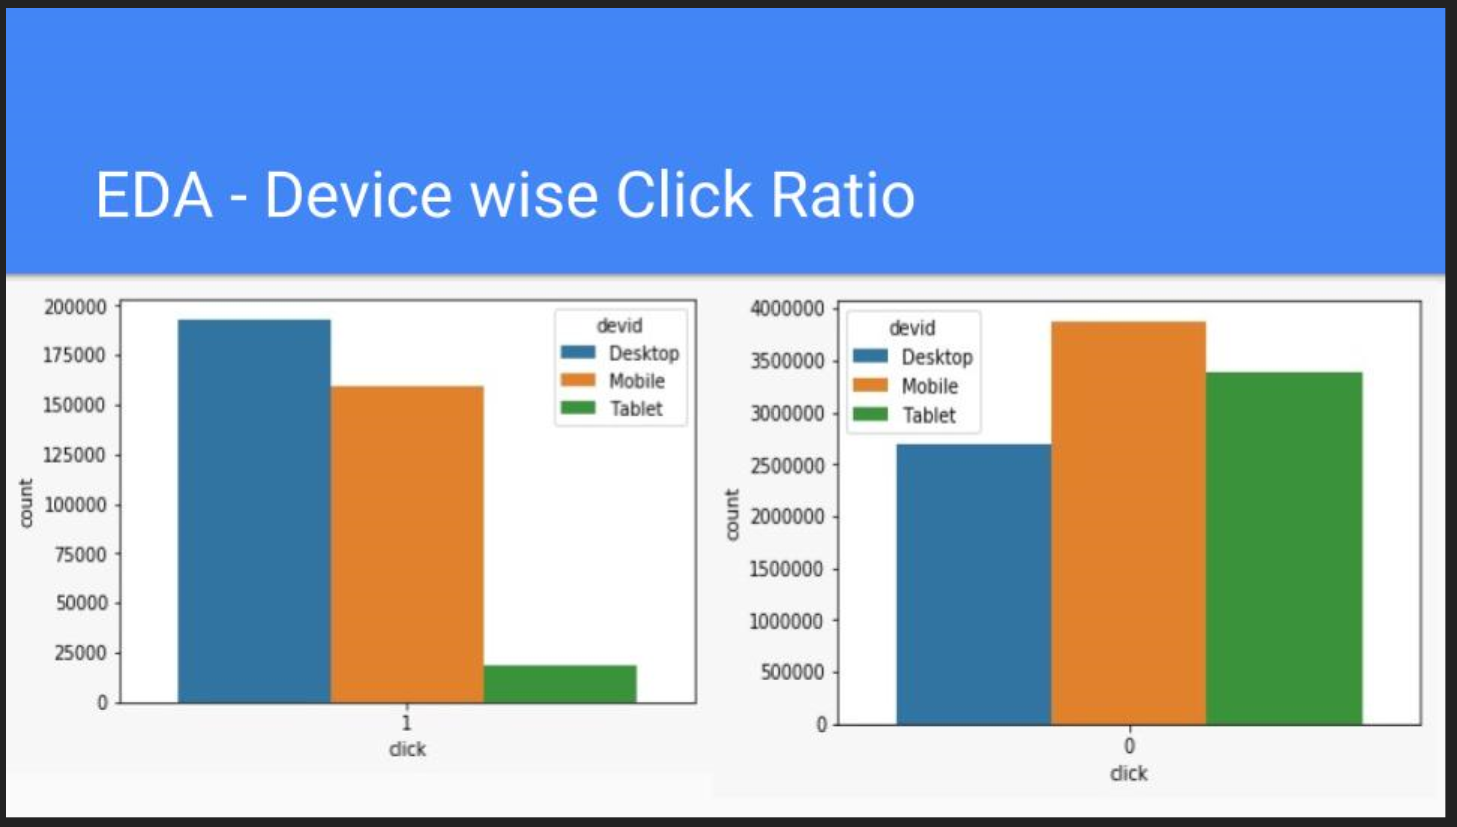 EDA - Device wise Click Ratio
200000
175000
150000
125000
100000
75000
50000
25000
0
count
1
click
devid
Desktop
Mobile
Tablet
4000000
3500000
3000000
2500000
2000000
1500000
1000000
500000
0
count
0
click
devid
Desktop
Mobile
Tablet